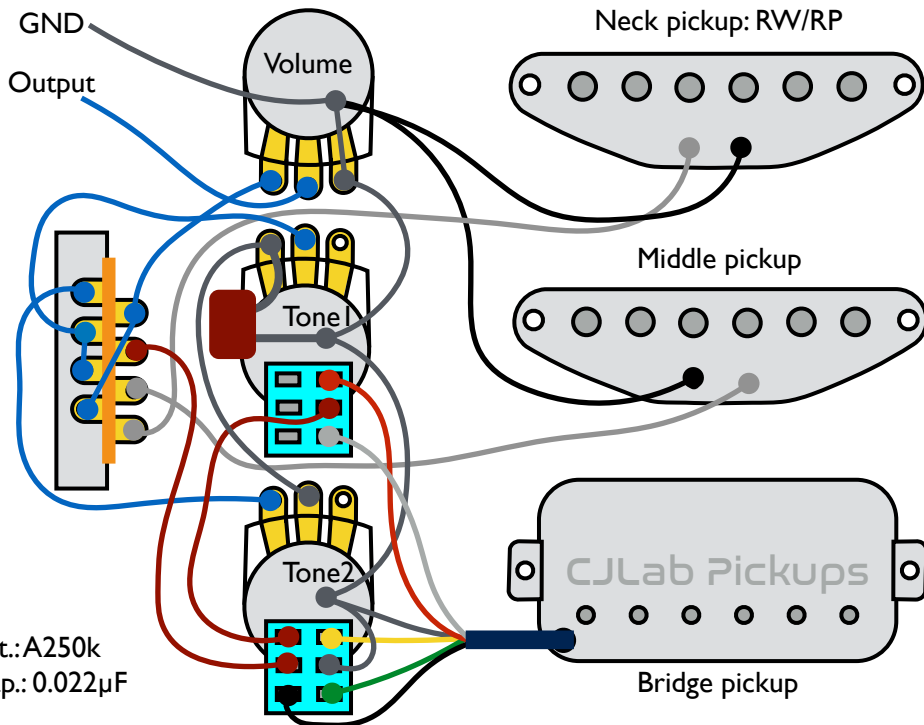 GND
Output
Volume
Neck pickup: RW/RP
Middle pickup
Tone1
Tone2
CJLab Pickups
Bridge pickup
t.: A250k
p.: 0.022µF